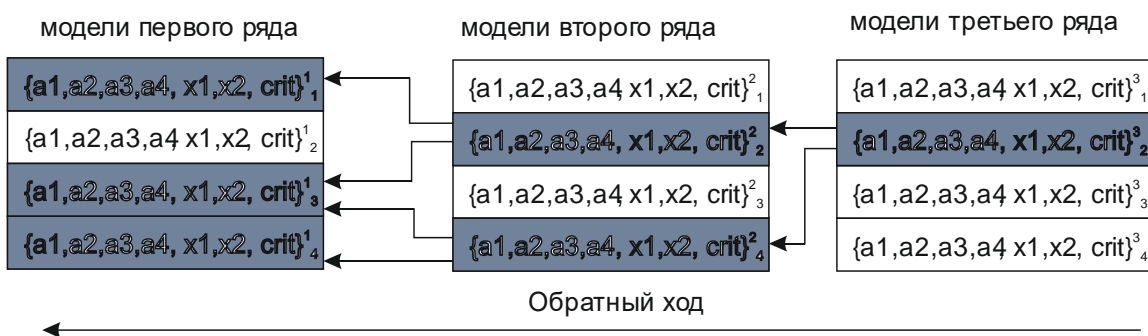 модели первого ряда
модели второго ряда
модели третьего ряда
{a1,a2,a3,a4, x1,x2, crit}¹₁
{a1,a2,a3,a4 x1,x2, crit}¹₂
{a1,a2,a3,a4, x1,x2, crit}¹₃
{a1,a2,a3,a4, x1,x2, crit}¹₄
{a1,a2,a3,a4 x1,x2, crit}²₁
{a1,a2,a3,a4, x1,x2, crit}²₂
{a1,a2,a3,a4 x1,x2, crit}²₃
{a1,a2,a3,a4, x1,x2, crit}²₄
{a1,a2,a3,a4 x1,x2, crit}³₁
{a1,a2,a3,a4, x1,x2, crit}³₂
{a1,a2,a3,a4 x1,x2, crit}³₃
{a1,a2,a3,a4 x1,x2, crit}³₄
Обратный ход